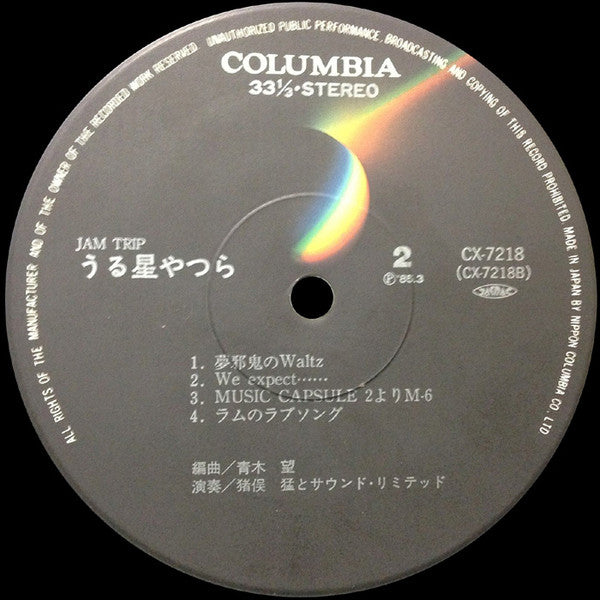 ALL RIGHTS OF THE MANUFACTURER AND OF THE OWNER OF THE RECORDED WORK RESERVED UNAUTHORIZED PUBLIC PERFORMANCE, BROADCASTING AND COPYING OF THIS RECORD PROHIBITED MADE IN JAPAN BY NIPPON COLUMBIA CO., LTD
COLUMBIA
33⅓・STEREO
JAM TRIP
うる星やつら
2
Ⓟ'85.3
CX-7218
(CX-7218B)
JASRAC
1. 夢邪鬼のWaltz
2. We expect……
3. MUSIC CAPSULE 2よりM-6
4. ラムのラブソング
編曲／青木 望
演奏／猪俣 猛とサウンド・リミテッド